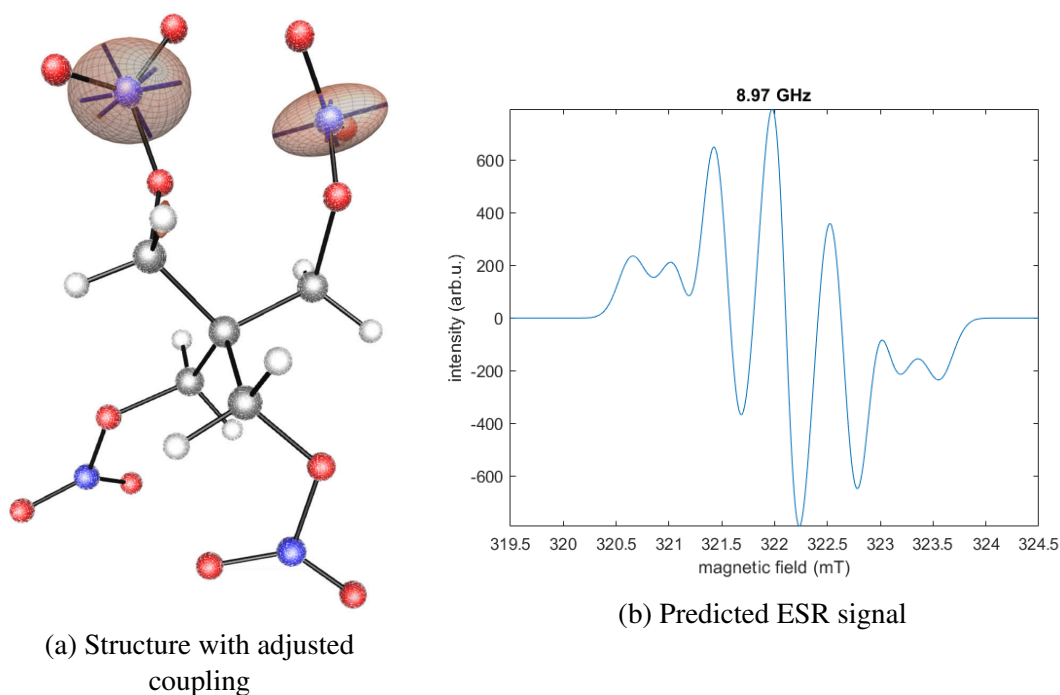 8.97 GHz
intensity (arb.u.)
600
400
200
0
-200
-400
-600
319.5 320 320.5 321 321.5 322 322.5 323 323.5 324 324.5
magnetic field (mT)
(a) Structure with adjusted
coupling
(b) Predicted ESR signal